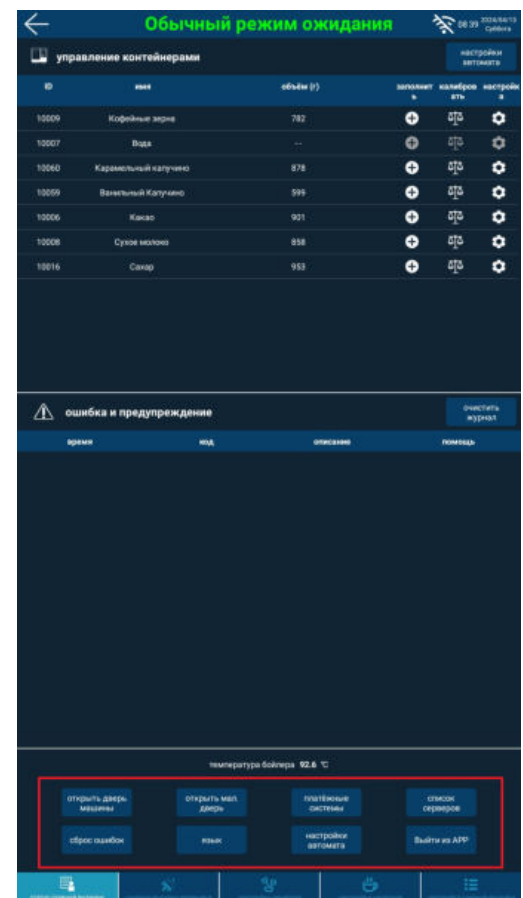 Обычный режим ожидания
08:39 2024/04/13
Суббота
управление контейнерами
настройки
автомата
ID имя объём (г) заполнит калибров настройк
ь ать а
10009 Кофейные зерна 782
10007 Вода --
10060 Карамельный капучино 878
10059 Ванильный Капучино 599
10006 Какао 901
10008 Сухое молоко 858
10016 Сахар 953
ошибка и предупреждение
очистить
журнал
время код описание помощь
температура бойлера 92.6 ℃
открыть дверь
машины
открыть мал.
дверь
платёжные
системы
список
серверов
сброс ошибок
язык
настройки
автомата
Выйти из APP